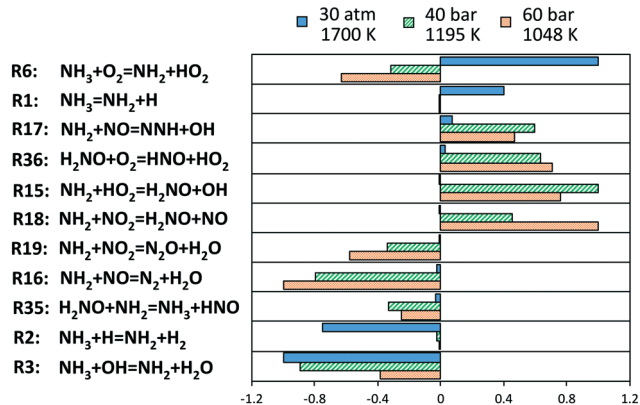 30 atm 40 bar 60 bar
1700 K 1195 K 1048 K
R6: NH₃+O₂=NH₂+HO₂
R1: NH₃=NH₂+H
R17: NH₂+NO=NNH+OH
R36: H₂NO+O₂=HNO+HO₂
R15: NH₂+HO₂=H₂NO+OH
R18: NH₂+NO₂=H₂NO+NO
R19: NH₂+NO₂=N₂O+H₂O
R16: NH₂+NO=N₂+H₂O
R35: H₂NO+NH₂=NH₃+HNO
R2: NH₃+H=NH₂+H₂
R3: NH₃+OH=NH₂+H₂O
-1.2 -0.8 -0.4 0 0.4 0.8 1.2